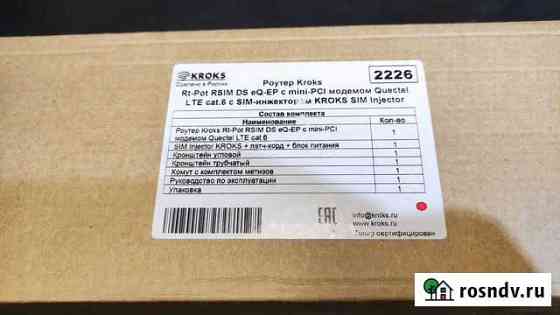 KROKS
Сделано в России
Роутер Kroks
2226
Rt-Pot RSIM DS eQ-EP с mini-PCI модемом Quectel
LTE cat.6 с SIM-инжектором KROKS SIM Injector
Состав комплекта
Наименование Кол-во
Роутер Kroks Rt-Pot RSIM DS eQ-EP с mini-PCI
модемом Quectel LTE cat.6 1
SIM Injector KROKS + патч-корд + блок питания 1
Кронштейн угловой 1
Кронштейн трубчатый 1
Хомут с комплектом метизов 1
Руководство по эксплуатации 1
Упаковка 1
EAC
info@kroks.ru
www.kroks.ru
Товар сертифицирован
rosndv.ru